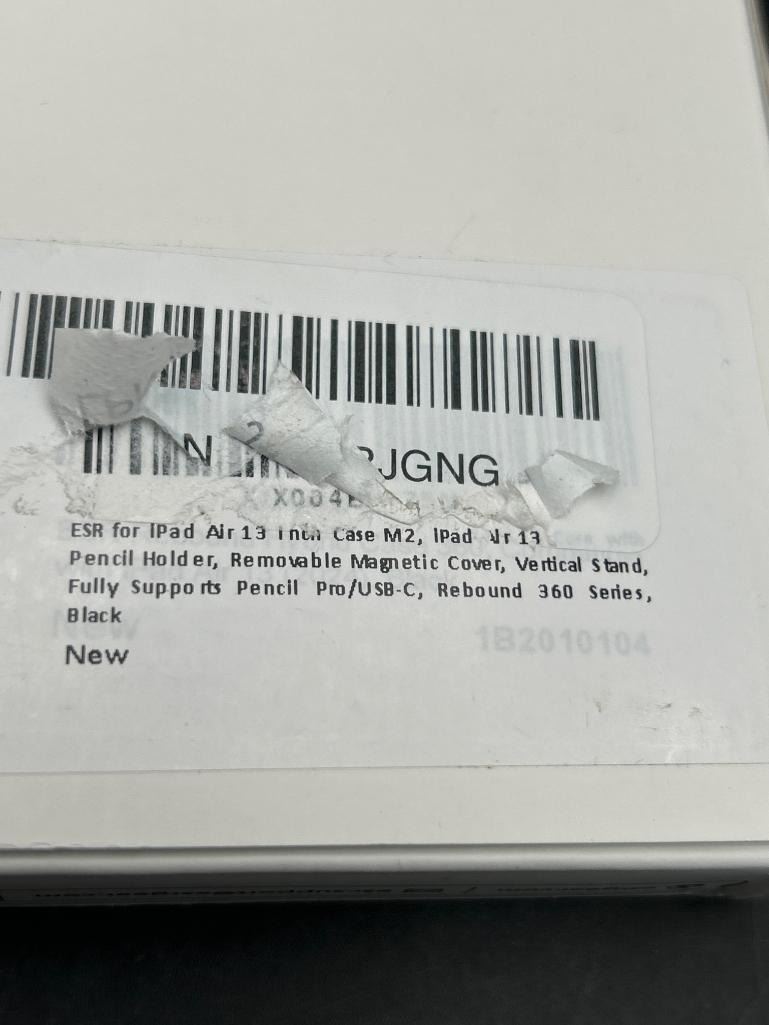 JGNG
X004
ESR for iPad Air 13 Inch Case M2, iPad Air 13
Pencil Holder, Removable Magnetic Cover, Vertical Stand,
Fully Supports Pencil Pro/USB-C, Rebound 360 Series,
Black
New
1B2010104